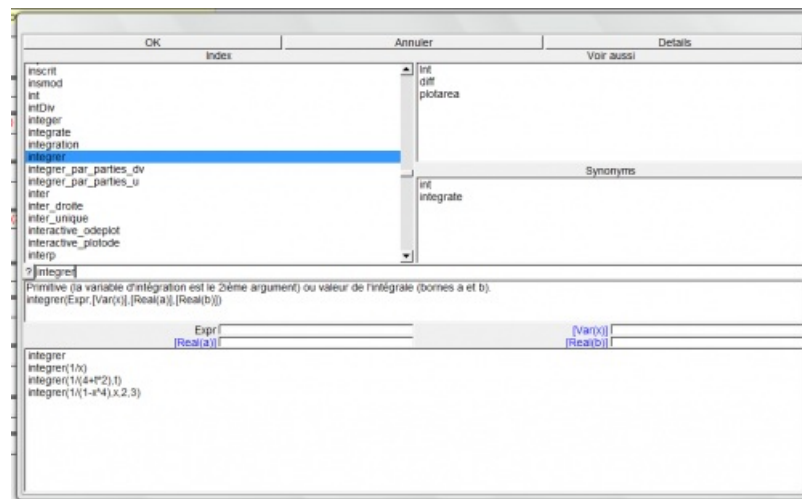 OK Annuler Details
Index Voir aussi
inscrit
insmod
int
intDiv
integer
integrate
integration
integrer
integrer_par_parties_dv
integrer_par_parties_u
inter
inter_droite
inter_unique
interactive_odeplot
interactive_plotode
interp
Int
diff
plotarea
Synonyms
int
integrate
? integrer
Primitive (la variable d'intégration est le 2ième argument) ou valeur de l'intégrale (bornes a et b).
integrer(Expr,[Var(x)],[Real(a)],[Real(b)])
Expr [Var(x)]
[Real(a)] [Real(b)]
integrer
integrer(1/x)
integrer(1/(4+t^2),t)
integrer(1/(1-x^4),x,2,3)